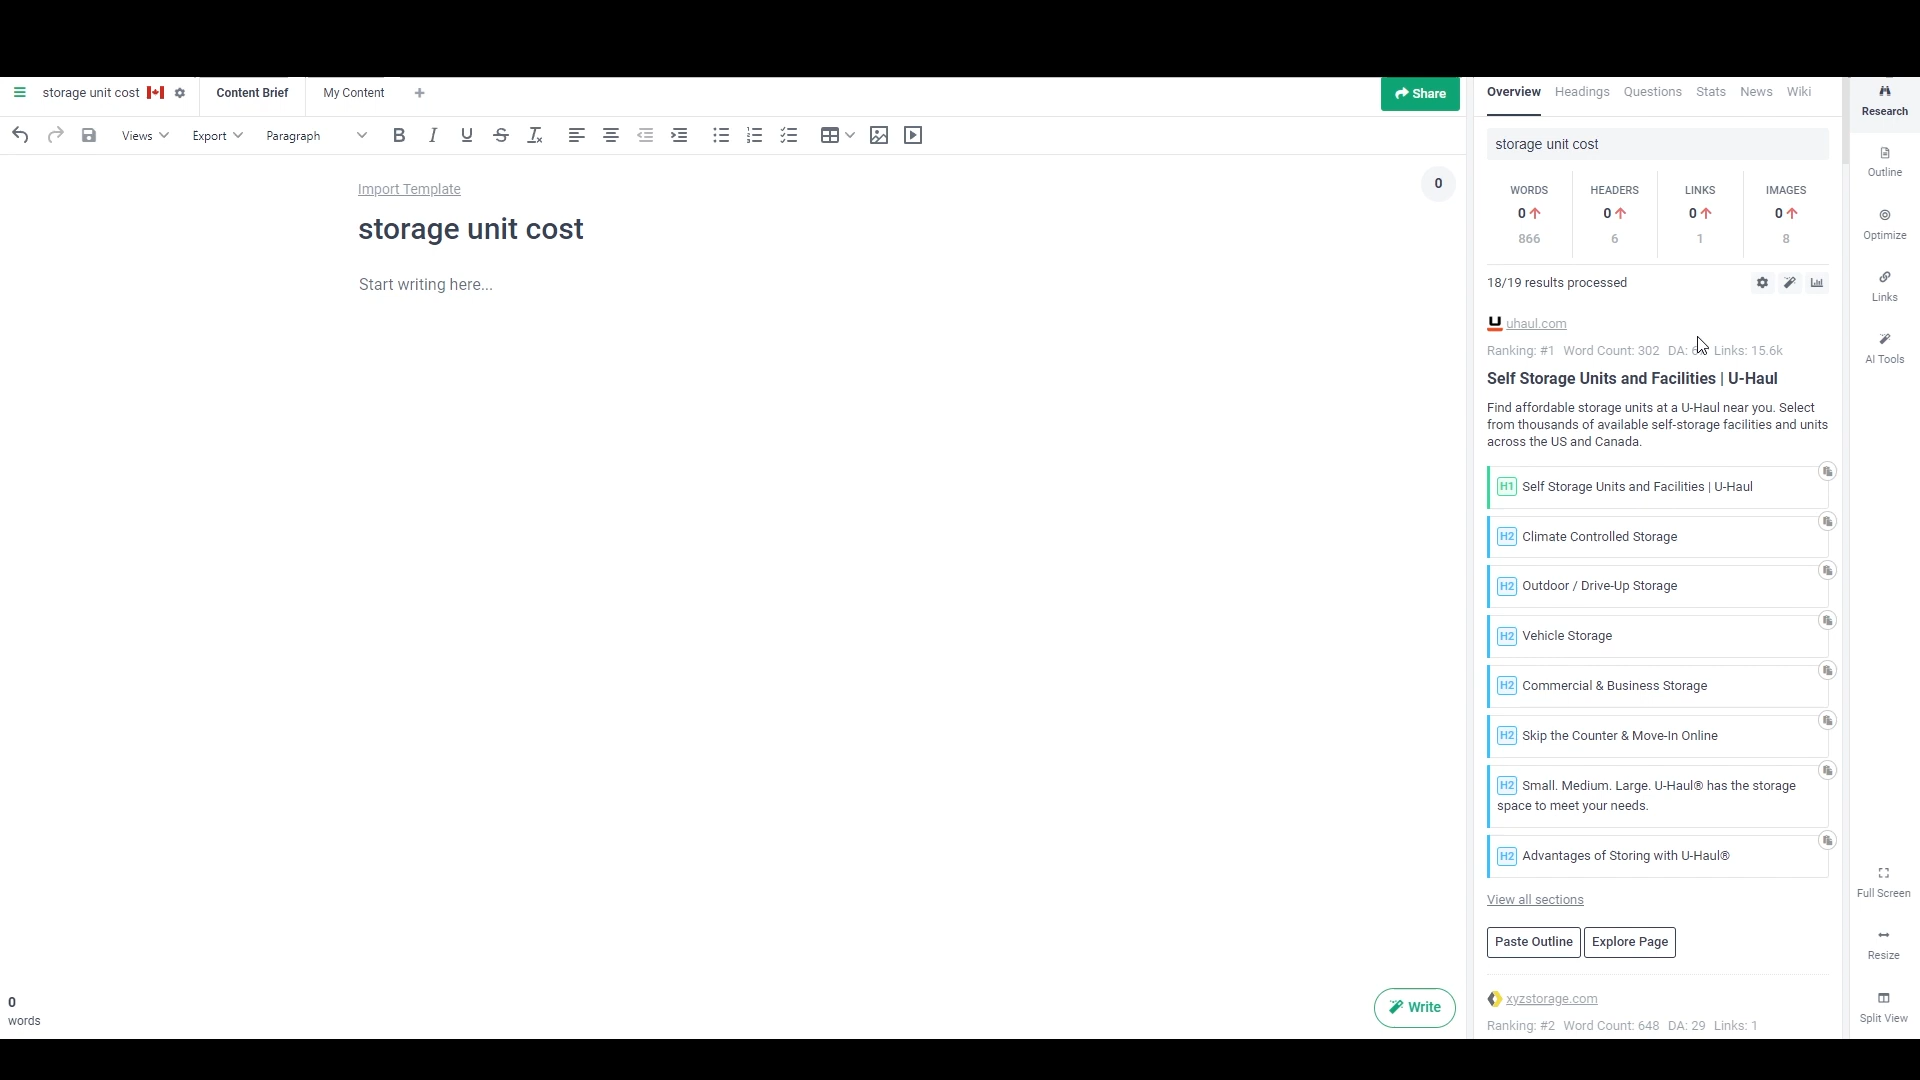 storage unit cost
Content Brief
My Content
Share
Views
Export
Paragraph
Import Template
0
storage unit cost
Start writing here...
0
words
Write
Overview Headings Questions Stats News Wiki
storage unit cost
WORDS HEADERS LINKS IMAGES
0 0 0 0
866 6 1 8
18/19 results processed
uhaul.com
Ranking: #1 Word Count: 302 DA: Links: 15.6k
Self Storage Units and Facilities | U-Haul
Find affordable storage units at a U-Haul near you. Select
from thousands of available self-storage facilities and units
across the US and Canada.
H1 Self Storage Units and Facilities | U-Haul
H2 Climate Controlled Storage
H2 Outdoor / Drive-Up Storage
H2 Vehicle Storage
H2 Commercial & Business Storage
H2 Skip the Counter & Move-In Online
H2 Small. Medium. Large. U-Haul® has the storage
space to meet your needs.
H2 Advantages of Storing with U-Haul®
View all sections
Paste Outline Explore Page
xyzstorage.com
Ranking: #2 Word Count: 648 DA: 29 Links: 1
Research
Outline
Optimize
Links
AI Tools
Full Screen
Resize
Split View